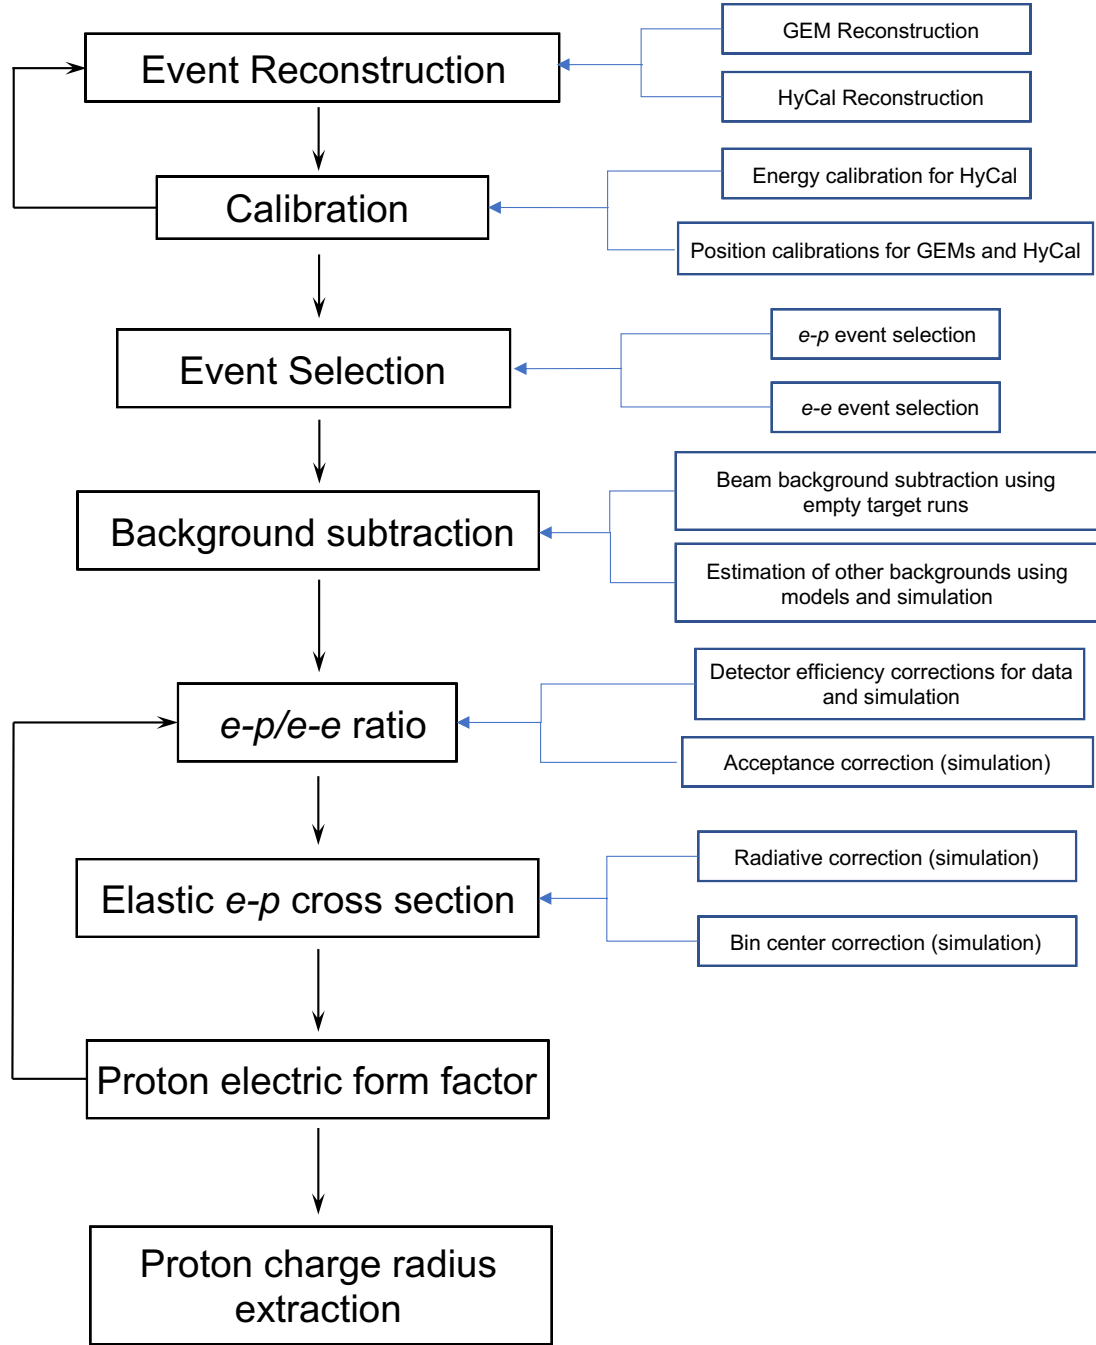 GEM Reconstruction
Event Reconstruction
HyCal Reconstruction
Energy calibration for HyCal
Calibration
Position calibrations for GEMs and HyCal
e-p event selection
Event Selection
e-e event selection
Beam background subtraction using
empty target runs
Background subtraction
Estimation of other backgrounds using
models and simulation
Detector efficiency corrections for data
and simulation
e-p/e-e ratio
Acceptance correction (simulation)
Radiative correction (simulation)
Elastic e-p cross section
Bin center correction (simulation)
Proton electric form factor
Proton charge radius
extraction